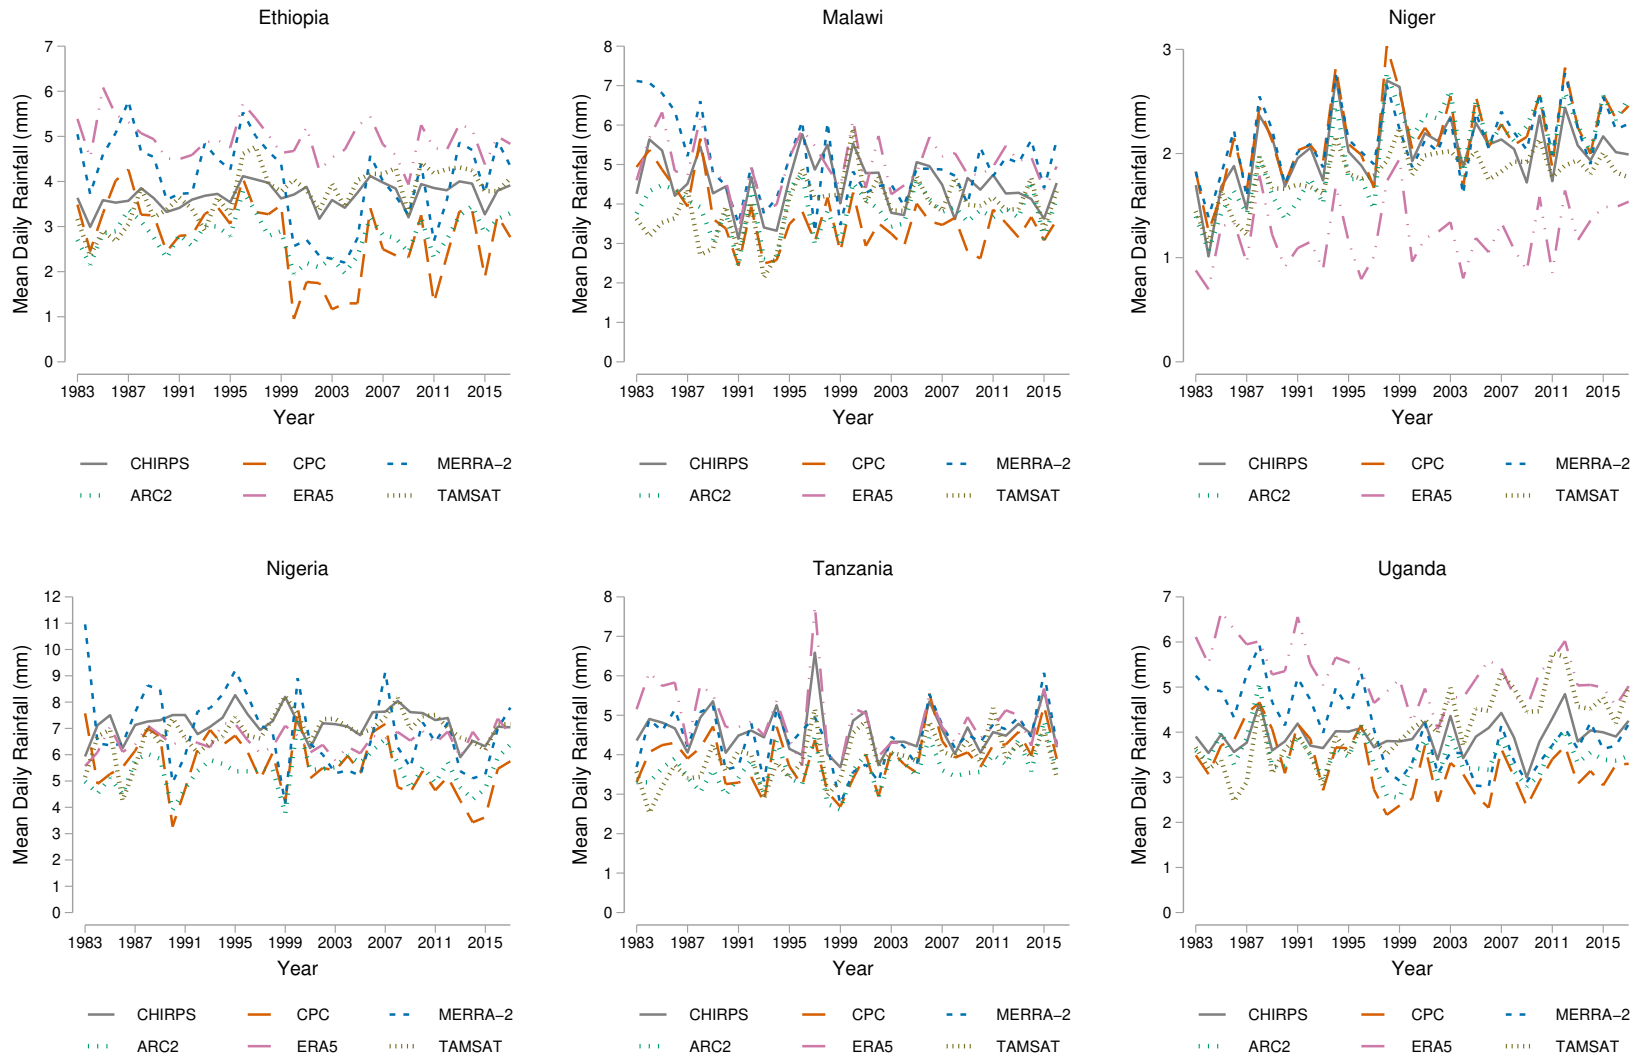 Ethiopia
Mean Daily Rainfall (mm)
7
6
5
4
3
2
1
0
1983 1987 1991 1995 1999 2003 2007 2011 2015
Year
CHIRPS CPC MERRA-2
ARC2 ERA5 TAMSAT
Malawi
Mean Daily Rainfall (mm)
8
7
6
5
4
3
2
1
0
1983 1987 1991 1995 1999 2003 2007 2011 2015
Year
CHIRPS CPC MERRA-2
ARC2 ERA5 TAMSAT
Niger
Mean Daily Rainfall (mm)
3
2
1
0
1983 1987 1991 1995 1999 2003 2007 2011 2015
Year
CHIRPS CPC MERRA-2
ARC2 ERA5 TAMSAT
Nigeria
Mean Daily Rainfall (mm)
12
11
10
9
8
7
6
5
4
3
2
1
0
1983 1987 1991 1995 1999 2003 2007 2011 2015
Year
CHIRPS CPC MERRA-2
ARC2 ERA5 TAMSAT
Tanzania
Mean Daily Rainfall (mm)
8
7
6
5
4
3
2
1
0
1983 1987 1991 1995 1999 2003 2007 2011 2015
Year
CHIRPS CPC MERRA-2
ARC2 ERA5 TAMSAT
Uganda
Mean Daily Rainfall (mm)
7
6
5
4
3
2
1
0
1983 1987 1991 1995 1999 2003 2007 2011 2015
Year
CHIRPS CPC MERRA-2
ARC2 ERA5 TAMSAT